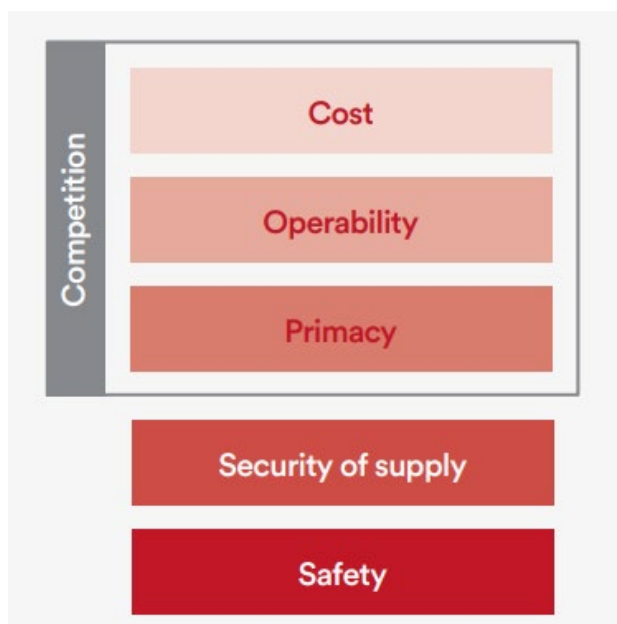 Competition
Cost
Operability
Primacy
Security of supply
Safety